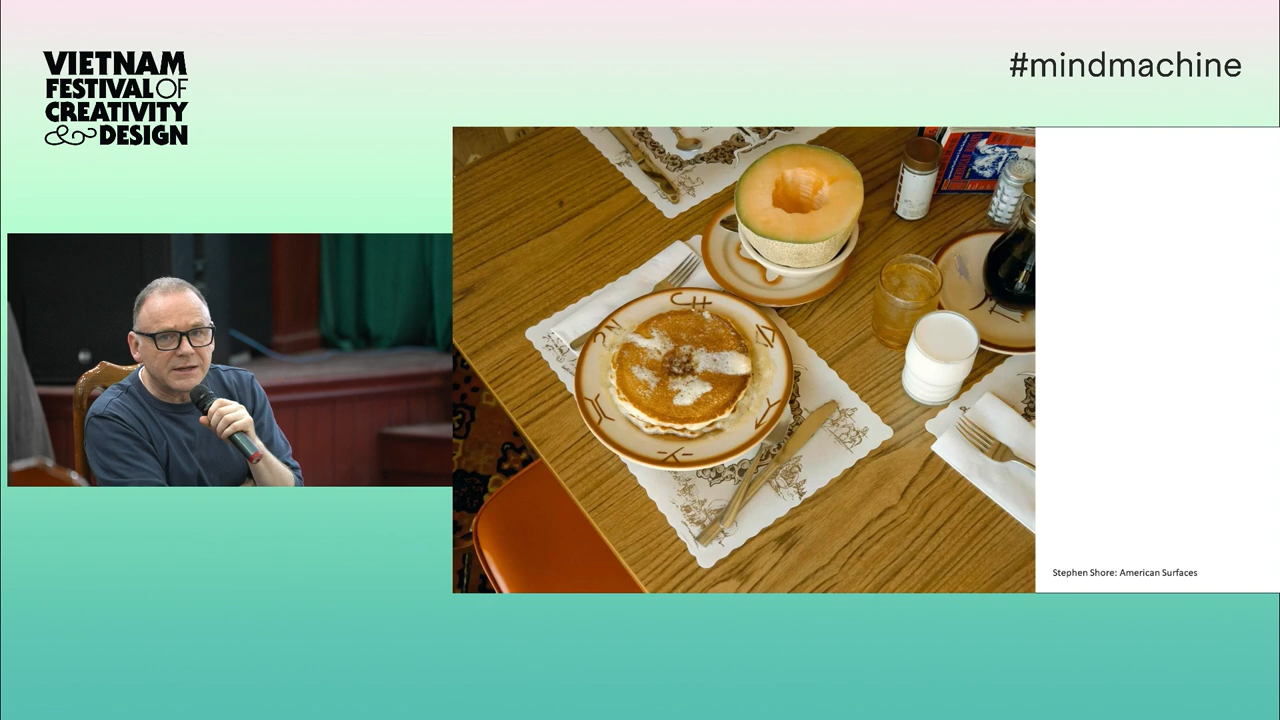 VIETNAM
FESTIVAL OF
CREATIVITY
& DESIGN
#mindmachine
Stephen Shore: American Surfaces